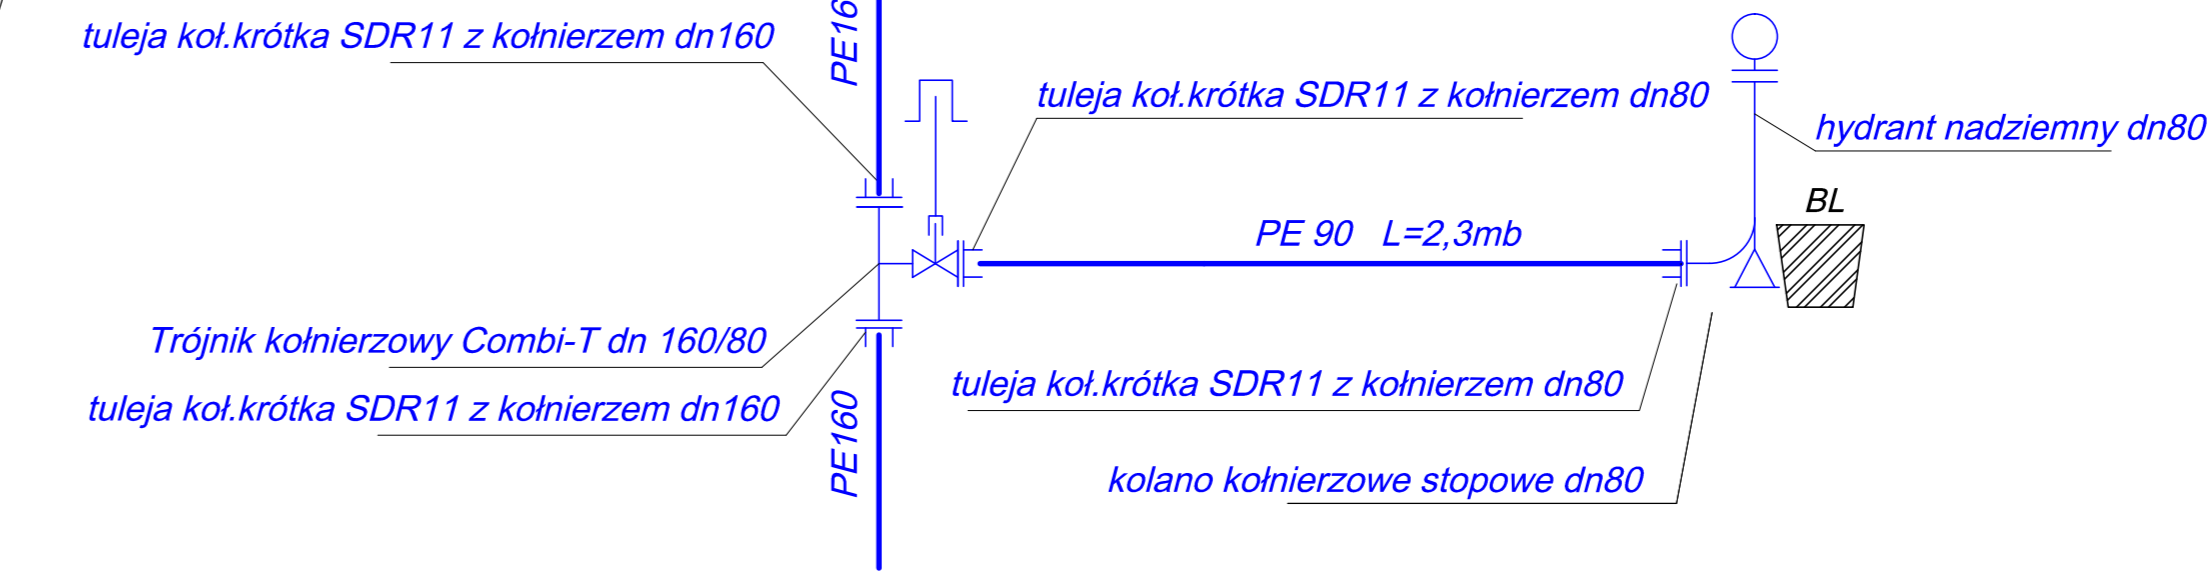 tuleja koł.krótka SDR11 z kołnierzem dn160
PE16
tuleja koł.krótka SDR11 z kołnierzem dn80
hydrant nadziemny dn80
BL
PE 90 L=2,3mb
Trójnik kołnierzowy Combi-T dn 160/80
tuleja koł.krótka SDR11 z kołnierzem dn80
tuleja koł.krótka SDR11 z kołnierzem dn160
PE160
kolano kołnierzowe stopowe dn80